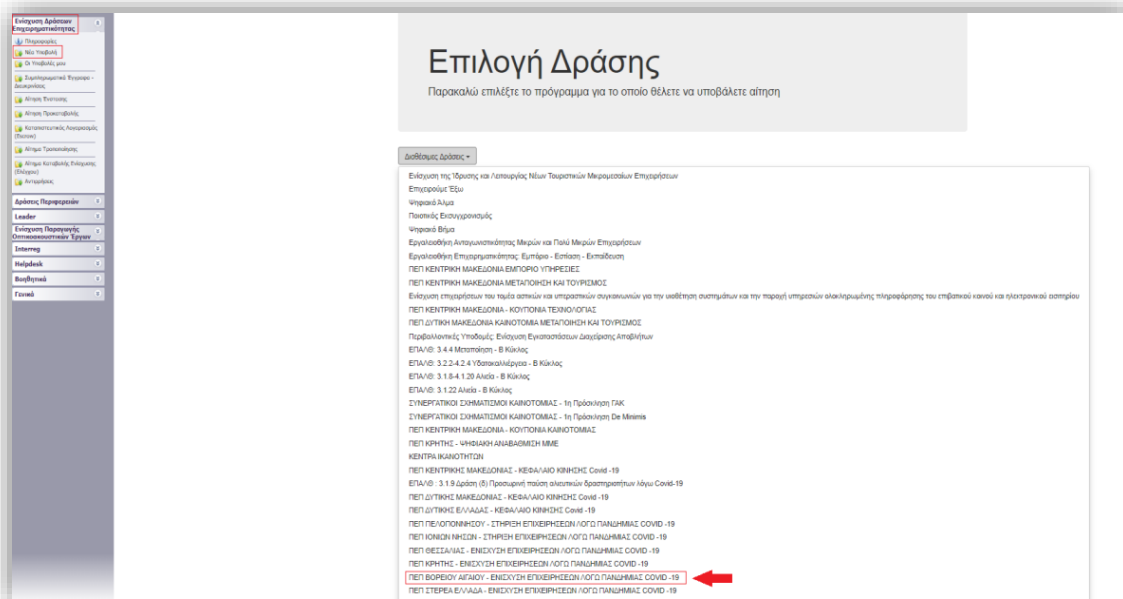 Ενίσχυση Δράσεων
Επιχειρηματικότητας
Πληροφορίες
Νέα Υποβολή
Οι Υποβολές μου
Συμπληρωματικά Έγγραφα -
Διευκρινίσεις
Αίτηση Ένστασης
Αίτηση Προκαταβολής
Καταπιστευτικός Λογαριασμός
(Escrow)
Αίτημα Τροποποίησης
Αίτημα Καταβολής Ενίσχυσης
(Ελέγχου)
Αντιρρήσεις
Δράσεις Περιφερειών
Leader
Ενίσχυση Παραγωγής
Οπτικοακουστικών Έργων
Interreg
Helpdesk
Βοηθητικά
Γενικά
Επιλογή Δράσης
Παρακαλώ επιλέξτε το πρόγραμμα για το οποίο θέλετε να υποβάλετε αίτηση
Διαθέσιμες Δράσεις
Ενίσχυση της Ίδρυσης και Λειτουργίας Νέων Τουριστικών Μικρομεσαίων Επιχειρήσεων
Επιχειρούμε Έξω
Ψηφιακό Άλμα
Ποιοτικός Εκσυγχρονισμός
Ψηφιακό Βήμα
Εργαλειοθήκη Ανταγωνιστικότητας Μικρών και Πολύ Μικρών Επιχειρήσεων
Εργαλειοθήκη Επιχειρηματικότητας: Εμπόριο - Εστίαση - Εκπαίδευση
ΠΕΠ ΚΕΝΤΡΙΚΗ ΜΑΚΕΔΟΝΙΑ ΕΜΠΟΡΙΟ ΥΠΗΡΕΣΙΕΣ
ΠΕΠ ΚΕΝΤΡΙΚΗ ΜΑΚΕΔΟΝΙΑ ΜΕΤΑΠΟΙΗΣΗ ΚΑΙ ΤΟΥΡΙΣΜΟΣ
Ενίσχυση επιχειρήσεων του τομέα αστικών και υπεραστικών συγκοινωνιών για την υιοθέτηση συστημάτων και την παροχή υπηρεσιών ολοκληρωμένης πληροφόρησης του επιβατικού κοινού και ηλεκτρονικού εισιτηρίου
ΠΕΠ ΚΕΝΤΡΙΚΗ ΜΑΚΕΔΟΝΙΑ - ΚΟΥΠΟΝΙΑ ΤΕΧΝΟΛΟΓΙΑΣ
ΠΕΠ ΔΥΤΙΚΗ ΜΑΚΕΔΟΝΙΑ ΚΑΙΝΟΤΟΜΙΑ ΜΕΤΑΠΟΙΗΣΗ ΚΑΙ ΤΟΥΡΙΣΜΟΣ
Περιβαλλοντικές Υποδομές: Ενίσχυση Εγκαταστάσεων Διαχείρισης Αποβλήτων
ΕΠΑΛΘ: 3.4.4 Μεταποίηση - Β Κύκλος
ΕΠΑΛΘ: 3.2.2-4.2.4 Υδατοκαλλιέργεια - Β Κύκλος
ΕΠΑΛΘ: 3.1.8-4.1.20 Αλιεία - Β Κύκλος
ΕΠΑΛΘ: 3.1.22 Αλιεία - Β Κύκλος
ΣΥΝΕΡΓΑΤΙΚΟΙ ΣΧΗΜΑΤΙΣΜΟΙ ΚΑΙΝΟΤΟΜΙΑΣ - 1η Πρόσκληση ΓΑΚ
ΣΥΝΕΡΓΑΤΙΚΟΙ ΣΧΗΜΑΤΙΣΜΟΙ ΚΑΙΝΟΤΟΜΙΑΣ - 1η Πρόσκληση De Minimis
ΠΕΠ ΚΕΝΤΡΙΚΗ ΜΑΚΕΔΟΝΙΑ - ΚΟΥΠΟΝΙΑ ΚΑΙΝΟΤΟΜΙΑΣ
ΠΕΠ ΚΡΗΤΗΣ - ΨΗΦΙΑΚΗ ΑΝΑΒΑΘΜΙΣΗ ΜΜΕ
ΚΕΝΤΡΑ ΙΚΑΝΟΤΗΤΩΝ
ΠΕΠ ΚΕΝΤΡΙΚΗΣ ΜΑΚΕΔΟΝΙΑΣ - ΚΕΦΑΛΑΙΟ ΚΙΝΗΣΗΣ Covid -19
ΕΠΑΛΘ : 3.1.9 Δράση (δ) Προσωρινή παύση αλιευτικών δραστηριοτήτων λόγω Covid-19
ΠΕΠ ΔΥΤΙΚΗΣ ΜΑΚΕΔΟΝΙΑΣ - ΚΕΦΑΛΑΙΟ ΚΙΝΗΣΗΣ Covid -19
ΠΕΠ ΔΥΤΙΚΗΣ ΕΛΛΑΔΑΣ - ΚΕΦΑΛΑΙΟ ΚΙΝΗΣΗΣ Covid -19
ΠΕΠ ΠΕΛΟΠΟΝΝΗΣΟΥ - ΣΤΗΡΙΞΗ ΕΠΙΧΕΙΡΗΣΕΩΝ ΛΟΓΩ ΠΑΝΔΗΜΙΑΣ COVID -19
ΠΕΠ ΙΟΝΙΩΝ ΝΗΣΩΝ - ΣΤΗΡΙΞΗ ΕΠΙΧΕΙΡΗΣΕΩΝ ΛΟΓΩ ΠΑΝΔΗΜΙΑΣ COVID -19
ΠΕΠ ΘΕΣΣΑΛΙΑΣ - ΕΝΙΣΧΥΣΗ ΕΠΙΧΕΙΡΗΣΕΩΝ ΛΟΓΩ ΠΑΝΔΗΜΙΑΣ COVID -19
ΠΕΠ ΚΡΗΤΗΣ - ΕΝΙΣΧΥΣΗ ΕΠΙΧΕΙΡΗΣΕΩΝ ΛΟΓΩ ΠΑΝΔΗΜΙΑΣ COVID -19
ΠΕΠ ΒΟΡΕΙΟΥ ΑΙΓΑΙΟΥ - ΕΝΙΣΧΥΣΗ ΕΠΙΧΕΙΡΗΣΕΩΝ ΛΟΓΩ ΠΑΝΔΗΜΙΑΣ COVID -19
ΠΕΠ ΣΤΕΡΕΑ ΕΛΛΑΔΑ - ΕΝΙΣΧΥΣΗ ΕΠΙΧΕΙΡΗΣΕΩΝ ΛΟΓΩ ΠΑΝΔΗΜΙΑΣ COVID -19